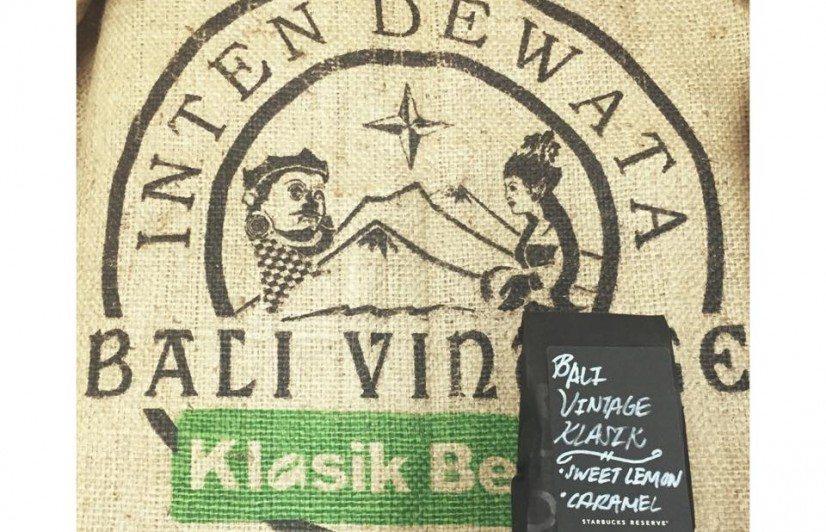 INTEN DEWATA
BALI VIN E
Klasik Be
BALI
VINTAGE
KLASIK
• SWEET LEMON
• CARAMEL
STARBUCKS RESERVE®